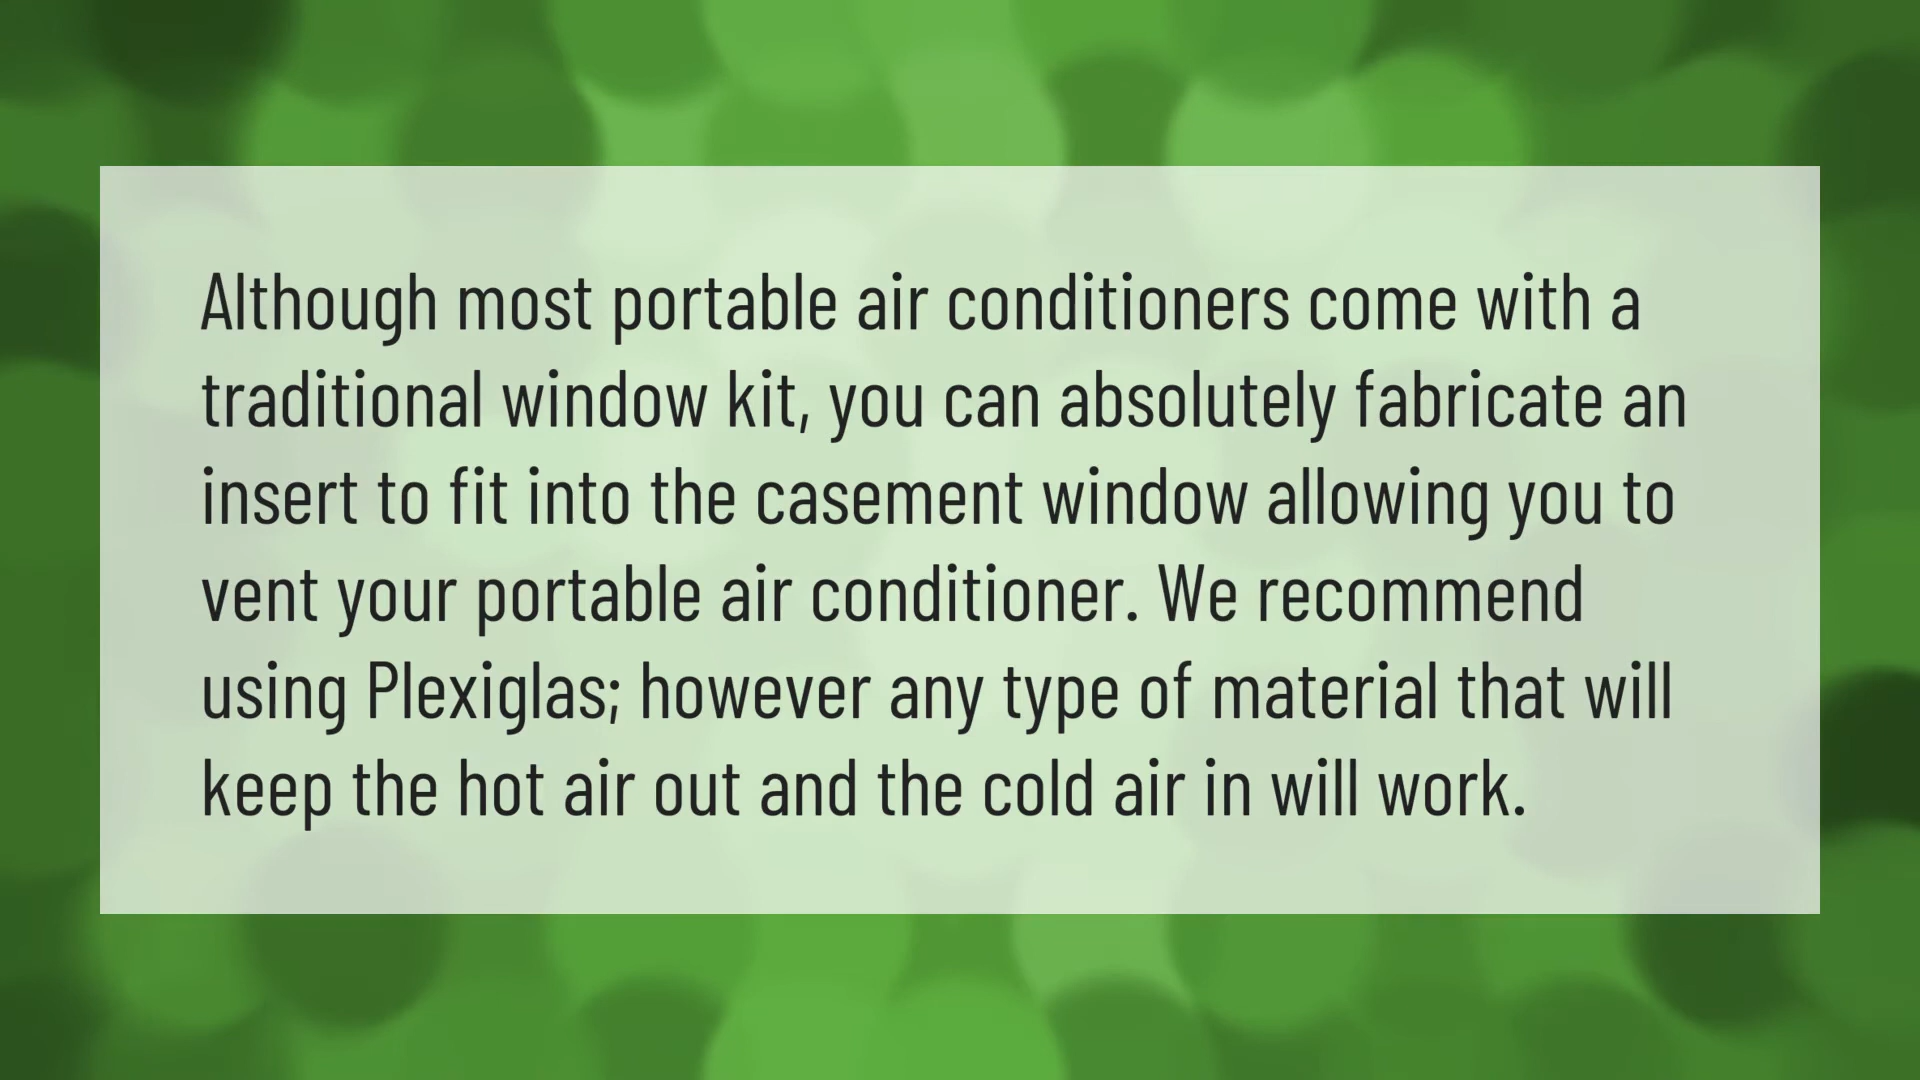 Although most portable air conditioners come with a
traditional window kit, you can absolutely fabricate an
insert to fit into the casement window allowing you to
vent your portable air conditioner. We recommend
using Plexiglas; however any type of material that will
keep the hot air out and the cold air in will work.